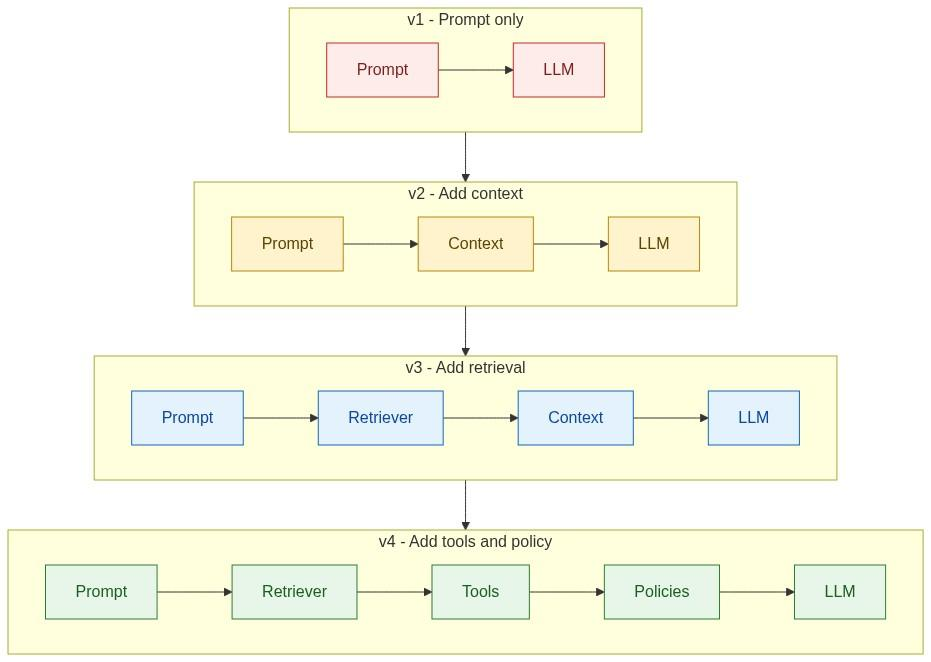 v1 - Prompt only
Prompt
LLM
v2 - Add context
Prompt
Context
LLM
v3 - Add retrieval
Prompt
Retriever
Context
LLM
v4 - Add tools and policy
Prompt
Retriever
Tools
Policies
LLM